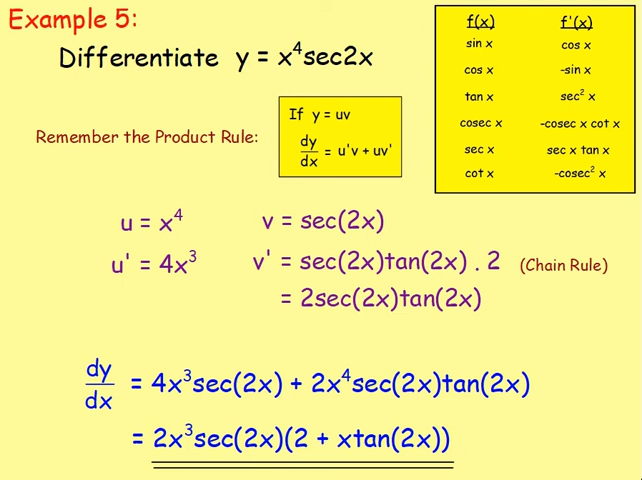 Example 5:
Differentiate y = x⁴sec2x
f(x) f'(x)
sin x cos x
cos x -sin x
tan x sec² x
cosec x -cosec x cot x
sec x sec x tan x
cot x -cosec² x
Remember the Product Rule:
If y = uv
dy/dx = u'v + uv'
u = x⁴ v = sec(2x)
u' = 4x³ v' = sec(2x)tan(2x) . 2 (Chain Rule)
= 2sec(2x)tan(2x)
dy/dx = 4x³sec(2x) + 2x⁴sec(2x)tan(2x)
= 2x³sec(2x)(2 + xtan(2x))